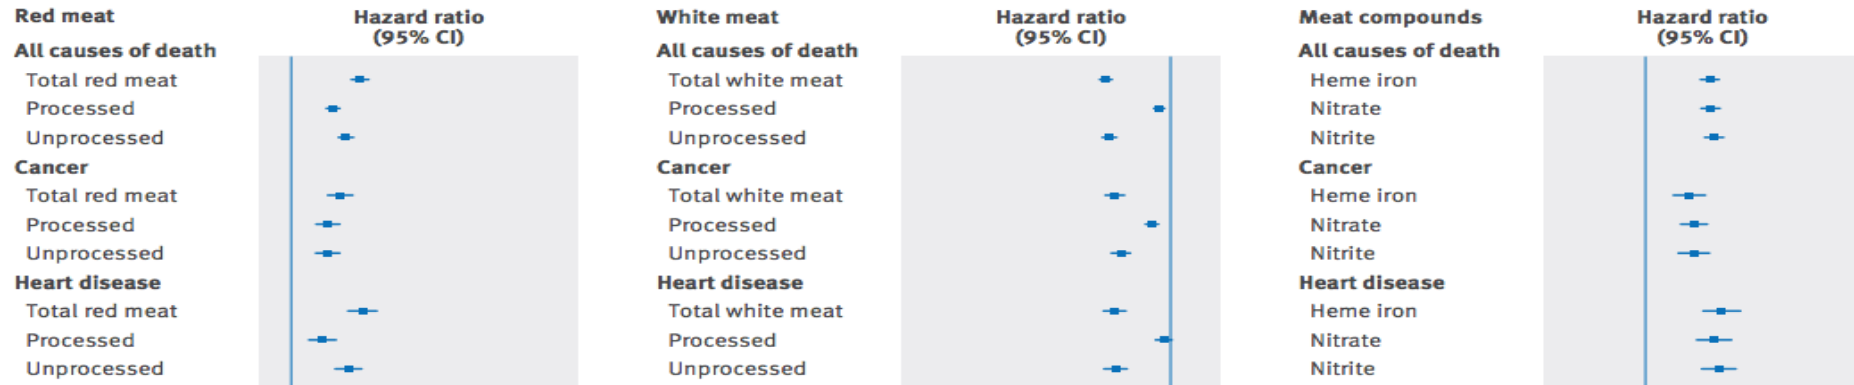 Red meat
Hazard ratio
(95% CI)
All causes of death
Total red meat
Processed
Unprocessed
Cancer
Total red meat
Processed
Unprocessed
Heart disease
Total red meat
Processed
Unprocessed
White meat
Hazard ratio
(95% CI)
All causes of death
Total white meat
Processed
Unprocessed
Cancer
Total white meat
Processed
Unprocessed
Heart disease
Total white meat
Processed
Unprocessed
Meat compounds
Hazard ratio
(95% CI)
All causes of death
Heme iron
Nitrate
Nitrite
Cancer
Heme iron
Nitrate
Nitrite
Heart disease
Heme iron
Nitrate
Nitrite